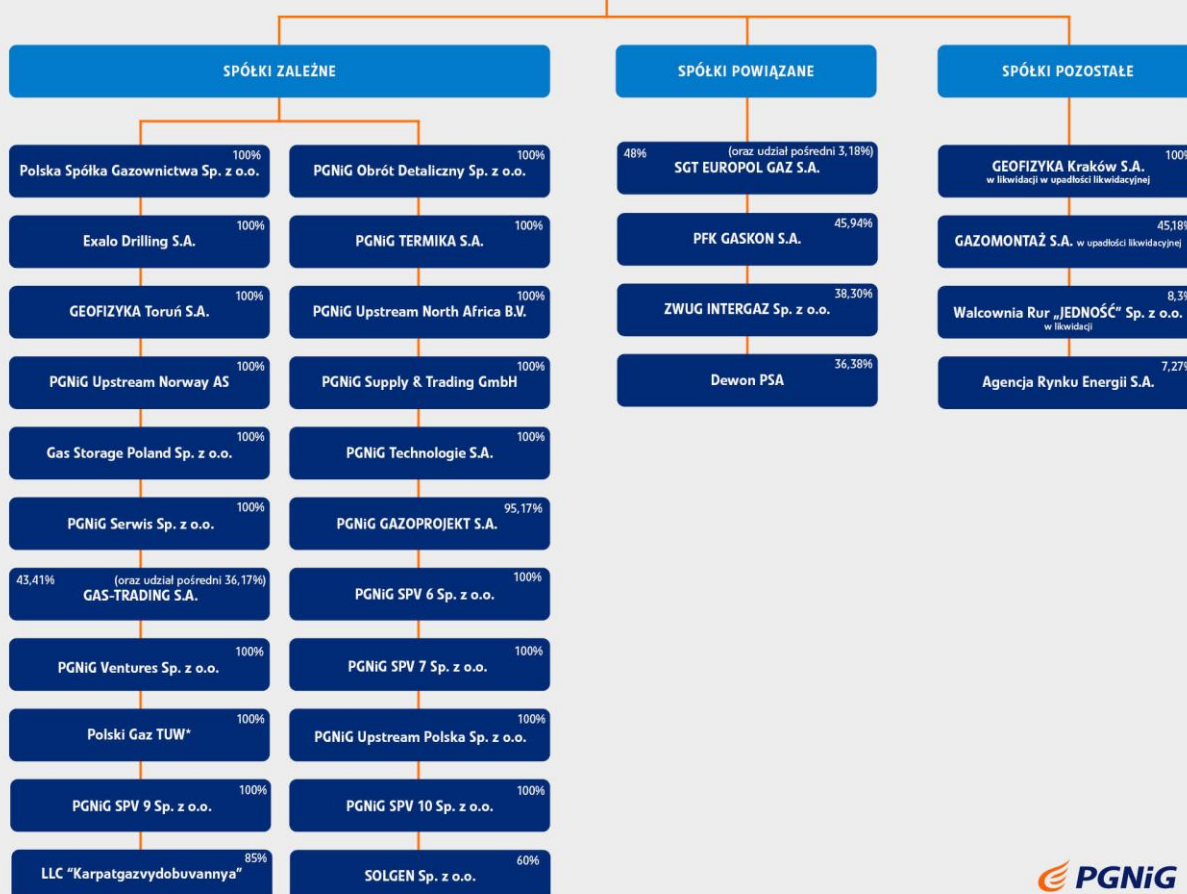 SPÓŁKI ZALEŻNE
100%
Polska Spółka Gazownictwa Sp. z o.o.
100%
Exalo Drilling S.A.
100%
GEOFIZYKA Toruń S.A.
100%
PGNiG Upstream Norway AS
100%
Gas Storage Poland Sp. z o.o.
100%
PGNiG Serwis Sp. z o.o.
43,41% (oraz udział pośredni 36,17%)
GAS-TRADING S.A.
100%
PGNiG Ventures Sp. z o.o.
100%
Polski Gaz TUW*
100%
PGNiG SPV 9 Sp. z o.o.
85%
LLC "Karpatgazvydobuvannya"
100%
PGNiG Obrót Detaliczny Sp. z o.o.
100%
PGNiG TERMIKA S.A.
100%
PGNiG Upstream North Africa B.V.
100%
PGNiG Supply & Trading GmbH
100%
PGNiG Technologie S.A.
95,17%
PGNiG GAZOPROJEKT S.A.
100%
PGNiG SPV 6 Sp. z o.o.
100%
PGNiG SPV 7 Sp. z o.o.
100%
PGNiG Upstream Polska Sp. z o.o.
100%
PGNiG SPV 10 Sp. z o.o.
60%
SOLGEN Sp. z o.o.
SPÓŁKI POWIĄZANE
48% (oraz udział pośredni 3,18%)
SGT EUROPOL GAZ S.A.
45,94%
PFK GASKON S.A.
38,30%
ZWUG INTERGAZ Sp. z o.o.
36,38%
Dewon PSA
SPÓŁKI POZOSTAŁE
100%
GEOFIZYKA Kraków S.A.
w likwidacji w upadłości likwidacyjnej
45,18%
GAZOMONTAŻ S.A. w upadłości likwidacyjnej
8,3%
Walcownia Rur „JEDNOŚĆ” Sp. z o.o.
w likwidacji
7,27%
Agencja Rynku Energii S.A.
PGNiG